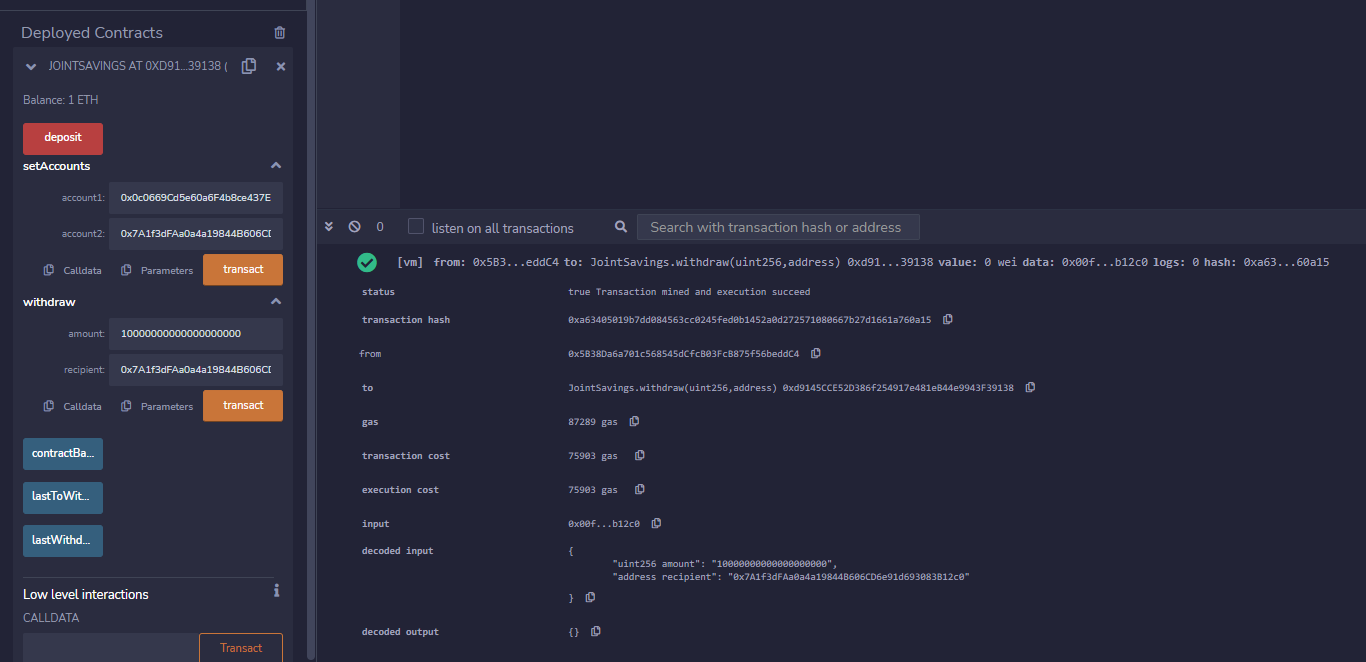 Deployed Contracts
JOINTSAVINGS AT 0XD91...39138 (
Balance: 1 ETH
deposit
setAccounts
account1: 0x0c0669Cd5e60a6F4b8ce437E
account2: 0x7A1f3dFAa0a4a19844B606CD
Calldata Parameters transact
withdraw
amount: 10000000000000000000
recipient: 0x7A1f3dFAa0a4a19844B606CD
Calldata Parameters transact
contractBa...
lastToWit...
lastWithd...
Low level interactions
CALLDATA
Transact
0 listen on all transactions Search with transaction hash or address
[vm] from: 0x5B3...eddC4 to: JointSavings.withdraw(uint256,address) 0xd91...39138 value: 0 wei data: 0x00f...b12c0 logs: 0 hash: 0xa63...60a15
status true Transaction mined and execution succeed
transaction hash 0xa63405019b7dd084563cc0245fed0b1452a0d272571080667b27d1661a760a15
from 0x5B38Da6a701c568545dCfcB03FcB875f56beddC4
to JointSavings.withdraw(uint256,address) 0xd9145CCE52D386f254917e481eB44e9943F39138
gas 87289 gas
transaction cost 75903 gas
execution cost 75903 gas
input 0x00f...b12c0
decoded input {
"uint256 amount": "10000000000000000000",
"address recipient": "0x7A1f3dFAa0a4a19844B606CD6e91d693083B12c0"
}
decoded output {}